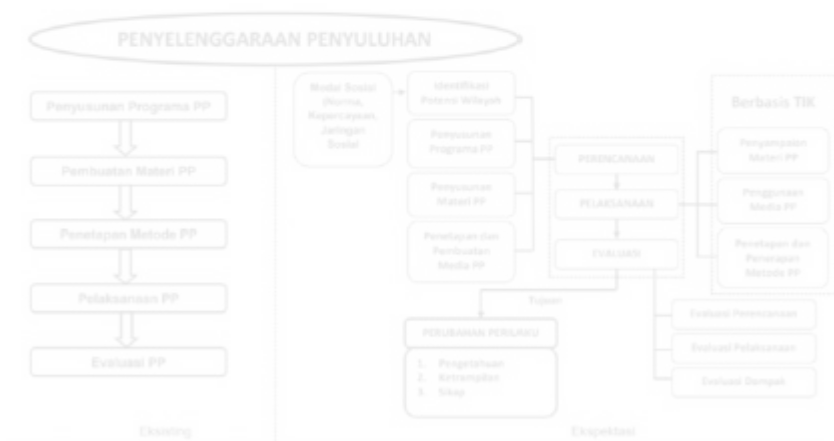 PENYELENGGARAAN PENYULUHAN
Penyusunan Programa PP
Pembuatan Materi PP
Penetapan Metode PP
Pelaksanaan PP
Evaluasi PP
Eksisting
Modal Sosial
(Norma,
Kepercayaan,
Jaringan
Sosial
Identifikasi
Potensi Wilayah
Penyusunan
Programa PP
Penyusunan
Materi PP
Penetapan dan
Pembuatan
Media PP
PERENCANAAN
PELAKSANAAN
EVALUASI
Berbasis TIK
Penyampaian
Materi PP
Penggunaan
Media PP
Penetapan dan
Penerapan
Metode PP
Tujuan
PERUBAHAN PERILAKU
1. Pengetahuan
2. Ketrampilan
3. Sikap
Evaluasi Perencanaan
Evaluasi Pelaksanaan
Evaluasi Dampak
Ekspektasi